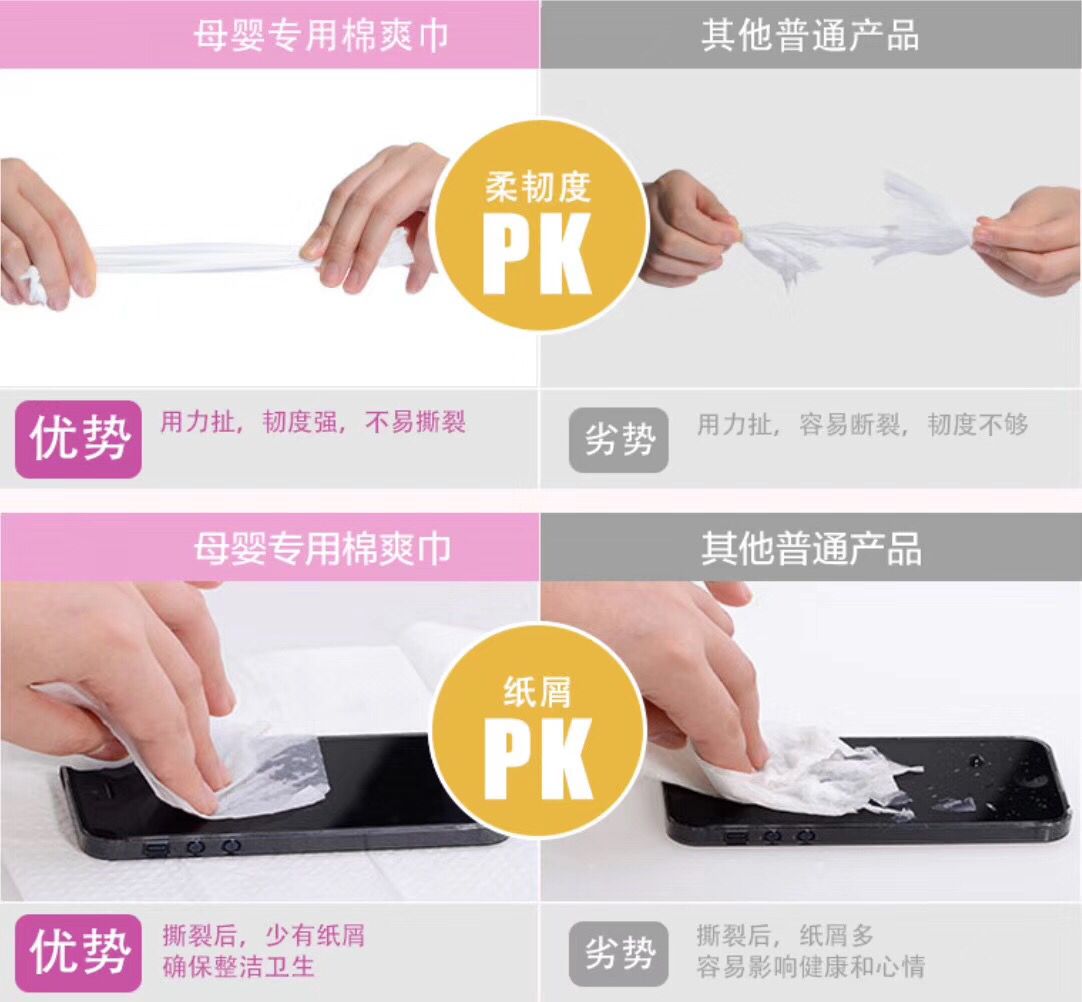 母婴专用棉爽巾
其他普通产品
柔韧度
PK
优势
用力扯，韧度强，不易撕裂
劣势
用力扯，容易断裂，韧度不够
母婴专用棉爽巾
其他普通产品
纸屑
PK
优势
撕裂后，少有纸屑
确保整洁卫生
劣势
撕裂后，纸屑多
容易影响健康和心情